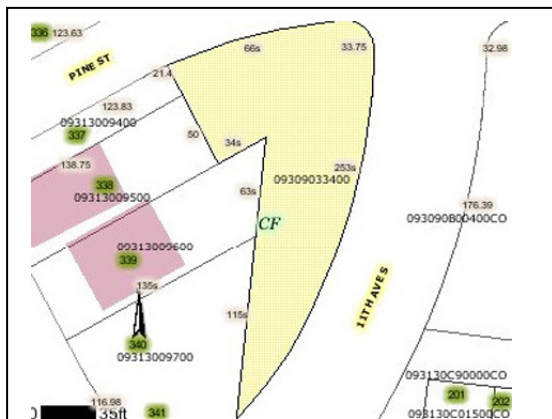 336 123.63
66s
33.75
32.98
PINE ST
21.4
123.83
09313009400
337
50
34s
138.75
338
09313009500
253s
09309033400
63s
176.39
093090B00400CO
CF
09313009600
339
135s
11TH AVE S
115s
340
09313009700
093130C90000CO
116.98
201
202
0 35ft
341
093130C01500CO